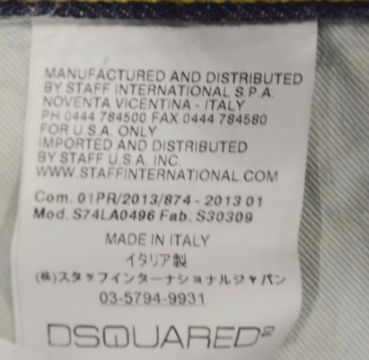 MANUFACTURED AND DISTRIBUTED
BY STAFF INTERNATIONAL S.P.A.
NOVENTA VICENTINA - ITALY
PH 0444 784500 FAX 0444 784580
FOR U.S.A. ONLY
IMPORTED AND DISTRIBUTED
BY STAFF U.S.A. INC.
WWW.STAFFINTERNATIONAL.COM
Com. 01PR/2013/874 - 2013 01
Mod. S74LA0496 Fab. S30309
MADE IN ITALY
イタリア製
(株)スタッフインターナショナルジャパン
03-5794-9931
DSQUARED²